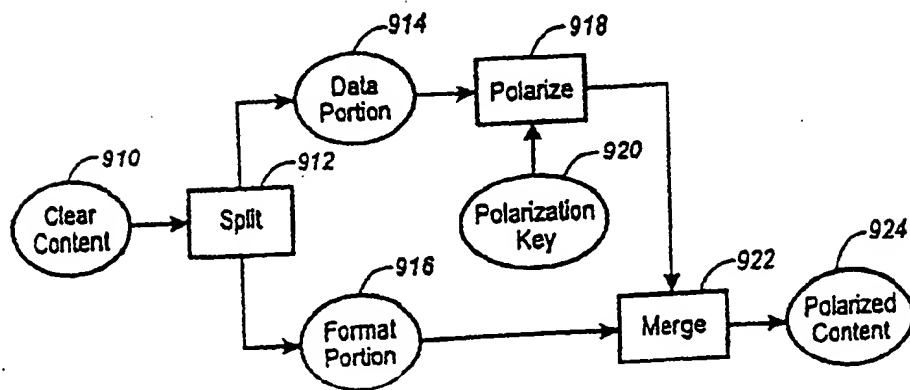 914
Data
Portion
918
Polarize
910
Clear
Content
912
Split
920
Polarization
Key
916
Format
Portion
922
Merge
924
Polarized
Content